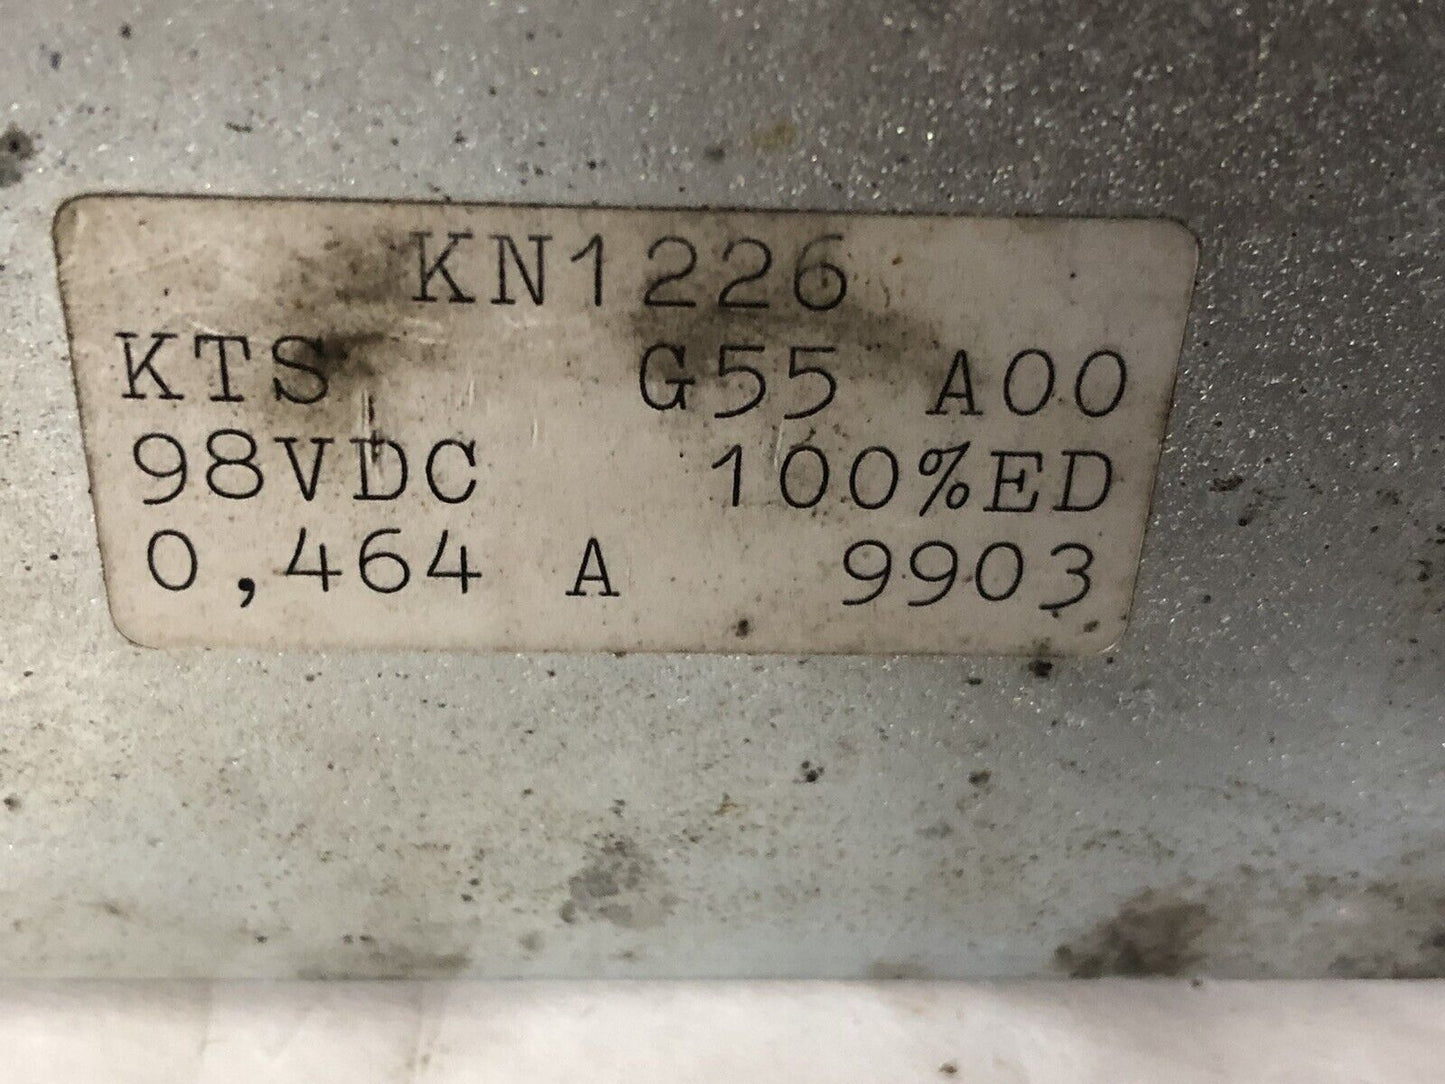 KN1226
KTS G55 A00
98VDC 100%ED
0,464 A 9903